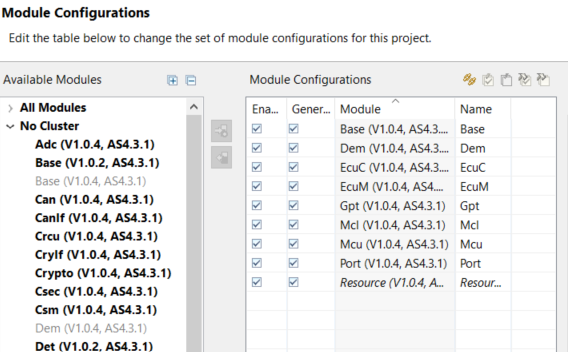 Module Configurations
Edit the table below to change the set of module configurations for this project.
Available Modules
All Modules
No Cluster
Adc (V1.0.4, AS4.3.1)
Base (V1.0.2, AS4.3.1)
Base (V1.0.4, AS4.3.1)
Can (V1.0.4, AS4.3.1)
CanIf (V1.0.4, AS4.3.1)
Crcu (V1.0.4, AS4.3.1)
CryIf (V1.0.4, AS4.3.1)
Crypto (V1.0.4, AS4.3.1)
Csec (V1.0.4, AS4.3.1)
Csm (V1.0.4, AS4.3.1)
Dem (V1.0.4, AS4.3.1)
Det (V1.0.2, AS4.3.1)
Module Configurations
Ena... Gener... Module Name
Base (V1.0.4, AS4.3.... Base
Dem (V1.0.4, AS4.3.... Dem
EcuC (V1.0.4, AS4.3.... EcuC
EcuM (V1.0.4, AS4.... EcuM
Gpt (V1.0.4, AS4.3.1) Gpt
Mcl (V1.0.4, AS4.3.1) Mcl
Mcu (V1.0.4, AS4.3.1) Mcu
Port (V1.0.4, AS4.3.1) Port
Resource (V1.0.4, A... Resour...